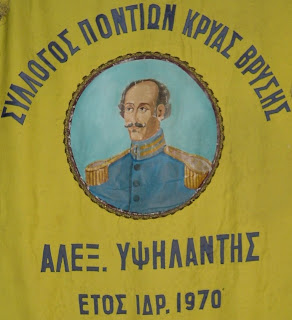 ΣΥΛΛΟΓΟΣ ΠΟΝΤΙΩΝ ΚΡΥΑΣ ΒΡΥΣΗΣ
ΑΛΕΞ. ΥΨΗΛΑΝΤΗΣ
ΕΤΟΣ ΙΔΡ. 1970